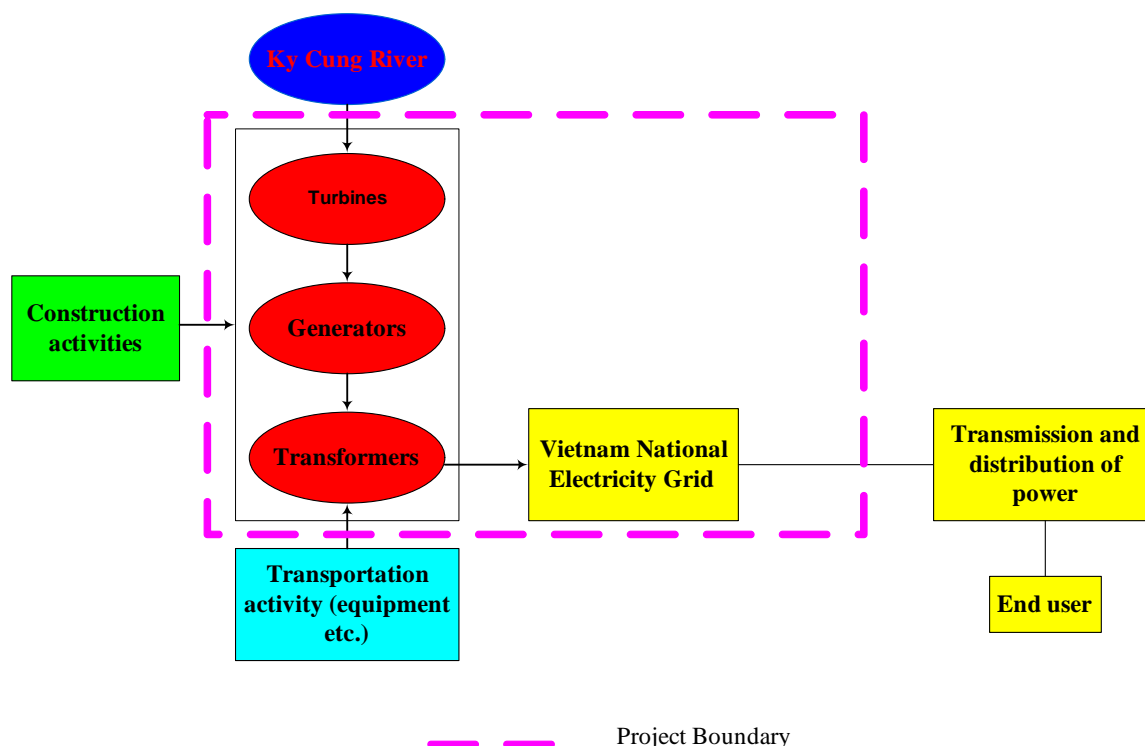 Ky Cung River
Turbines
Construction
activities
Generators
Transformers
Vietnam National
Electricity Grid
Transmission and
distribution of
power
Transportation
activity (equipment
etc.)
End user
Project Boundary